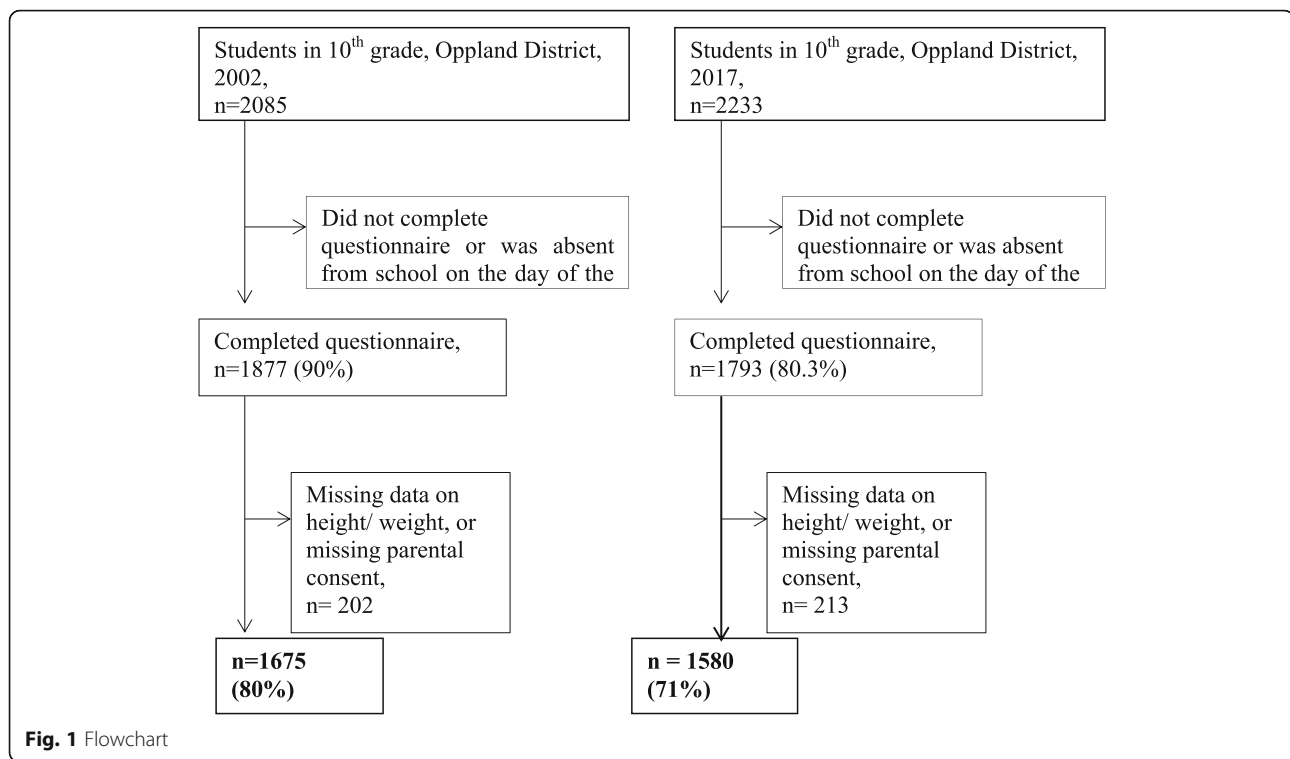 Students in 10th grade, Oppland District,
2002,
n=2085
Did not complete
questionnaire or was absent
from school on the day of the
Completed questionnaire,
n=1877 (90%)
Missing data on
height/ weight, or
missing parental
consent,
n= 202
n=1675
(80%)
Students in 10th grade, Oppland District,
2017,
n=2233
Did not complete
questionnaire or was absent
from school on the day of the
Completed questionnaire,
n=1793 (80.3%)
Missing data on
height/ weight, or
missing parental
consent,
n= 213
n = 1580
(71%)
Fig. 1 Flowchart